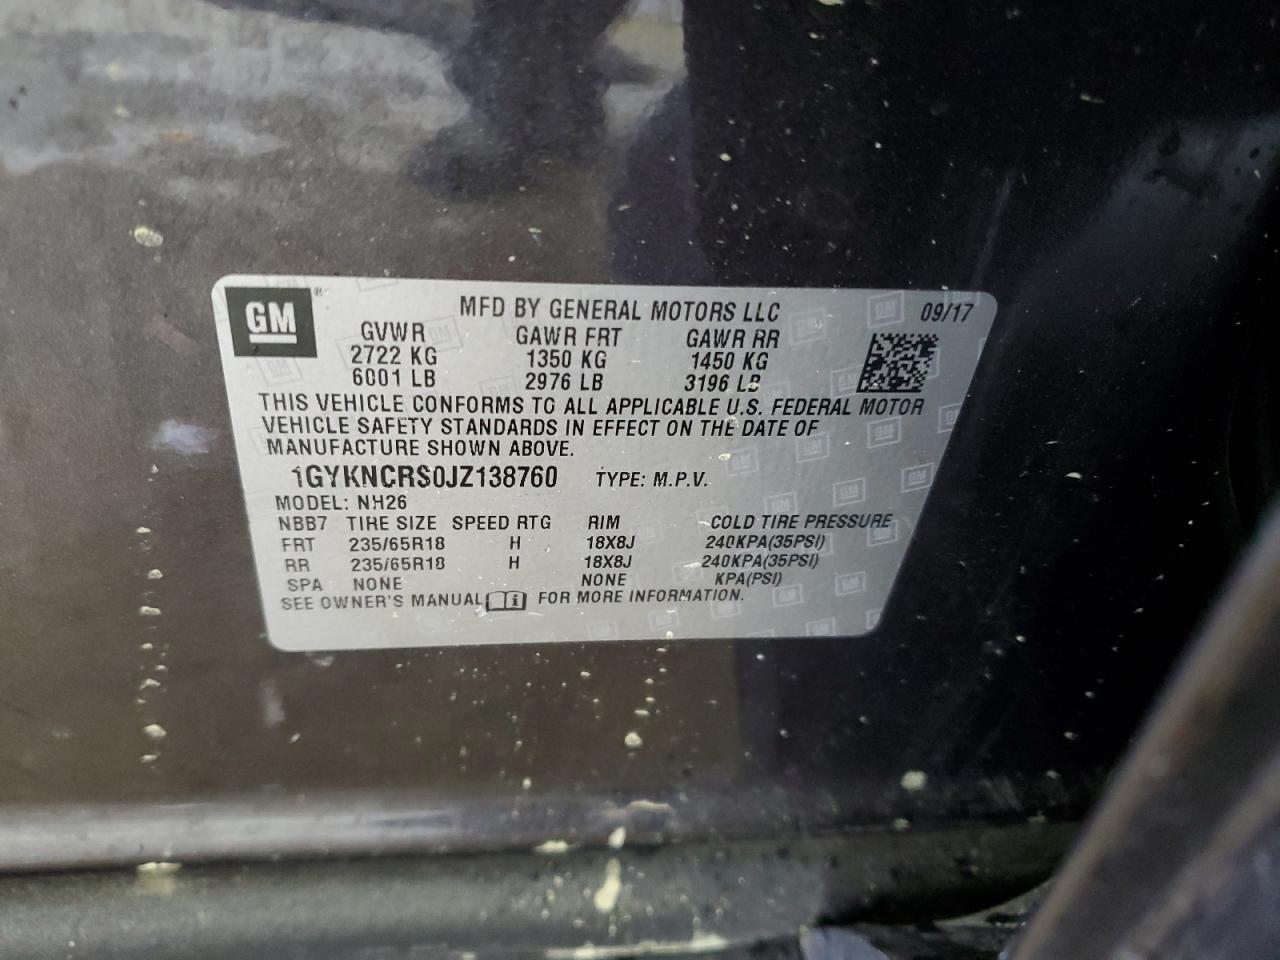 GM ®
MFD BY GENERAL MOTORS LLC 09/17
GVWR GAWR FRT GAWR RR
2722 KG 1350 KG 1450 KG
6001 LB 2976 LB 3196 LB
THIS VEHICLE CONFORMS TO ALL APPLICABLE U.S. FEDERAL MOTOR
VEHICLE SAFETY STANDARDS IN EFFECT ON THE DATE OF
MANUFACTURE SHOWN ABOVE.
1GYKNCRS0JZ138760 TYPE: M.P.V.
MODEL: NH26
NBB7 TIRE SIZE SPEED RTG RIM COLD TIRE PRESSURE
FRT 235/65R18 H 18X8J 240KPA(35PSI)
RR 235/65R18 H 18X8J 240KPA(35PSI)
SPA NONE NONE KPA(PSI)
SEE OWNER'S MANUAL FOR MORE INFORMATION.